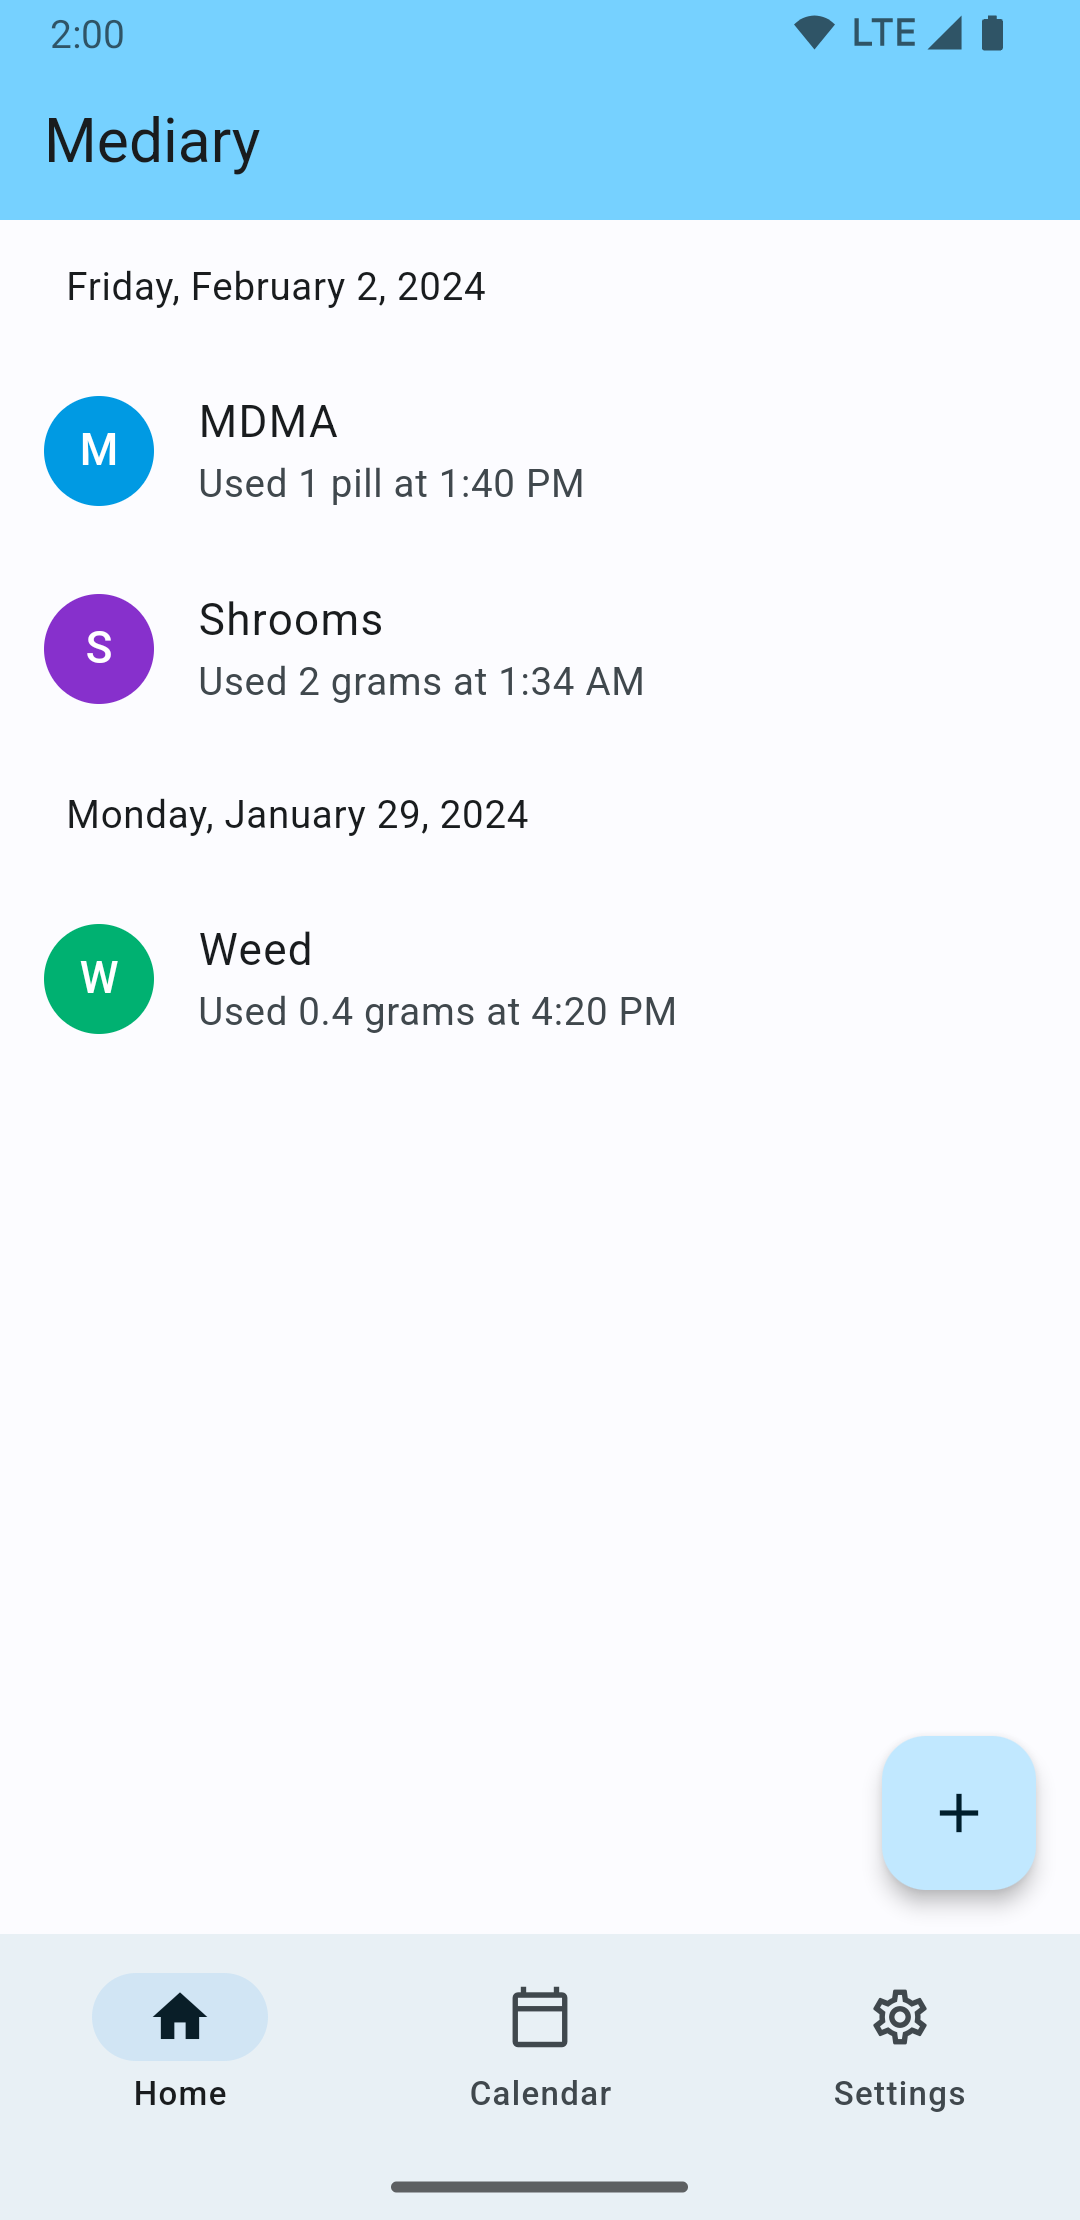 2:00
LTE
Mediary
Friday, February 2, 2024
M
MDMA
Used 1 pill at 1:40 PM
S
Shrooms
Used 2 grams at 1:34 AM
Monday, January 29, 2024
W
Weed
Used 0.4 grams at 4:20 PM
Home
Calendar
Settings